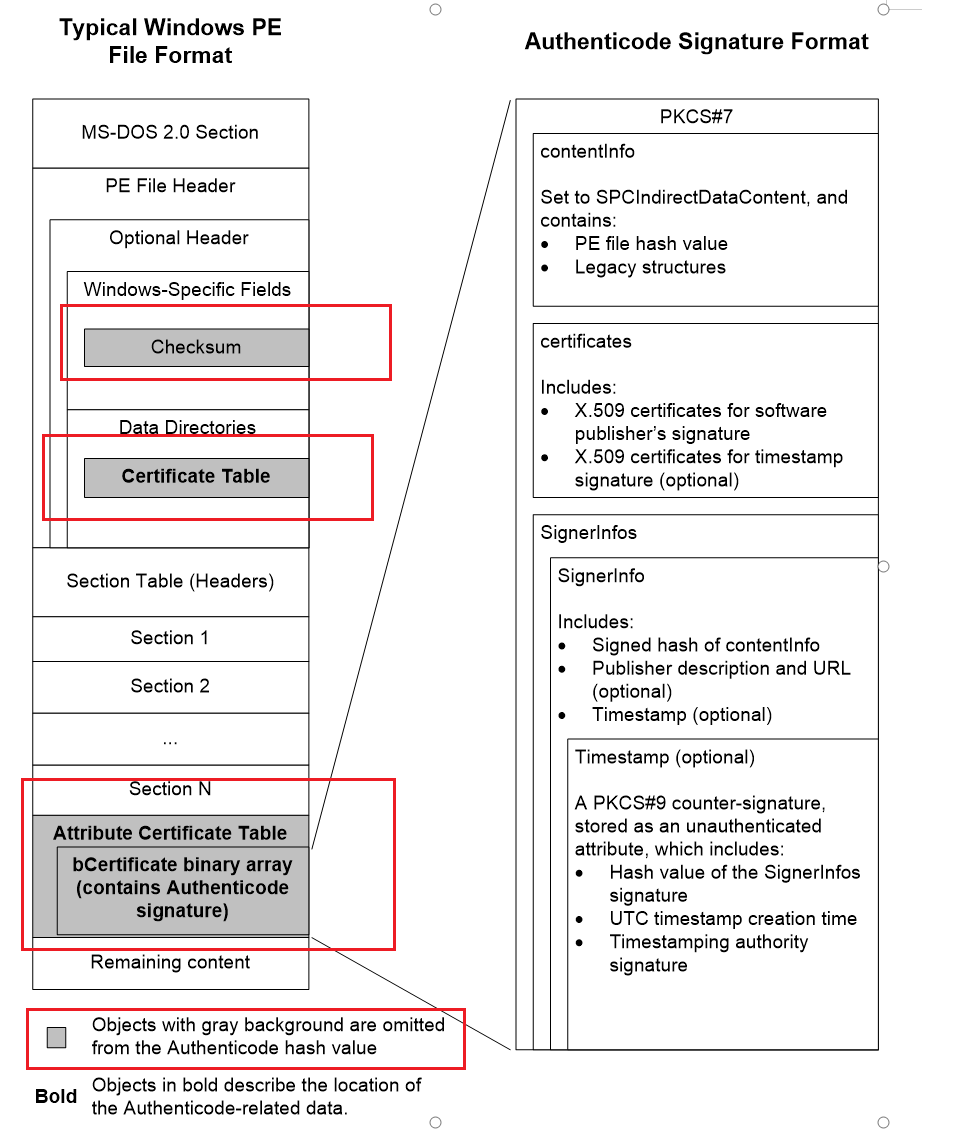 Typical Windows PE
File Format
MS-DOS 2.0 Section
PE File Header
Optional Header
Windows-Specific Fields
Checksum
Data Directories
Certificate Table
Section Table (Headers)
Section 1
Section 2
...
Section N
Attribute Certificate Table
bCertificate binary array
(contains Authenticode
signature)
Remaining content
Objects with gray background are omitted
from the Authenticode hash value
Bold Objects in bold describe the location of
the Authenticode-related data.
Authenticode Signature Format
PKCS#7
contentInfo
Set to SPCIndirectDataContent, and
contains:
• PE file hash value
• Legacy structures
certificates
Includes:
• X.509 certificates for software
publisher's signature
• X.509 certificates for timestamp
signature (optional)
SignerInfos
SignerInfo
Includes:
• Signed hash of contentInfo
• Publisher description and URL
(optional)
• Timestamp (optional)
Timestamp (optional)
A PKCS#9 counter-signature,
stored as an unauthenticated
attribute, which includes:
• Hash value of the SignerInfos
signature
• UTC timestamp creation time
• Timestamping authority
signature